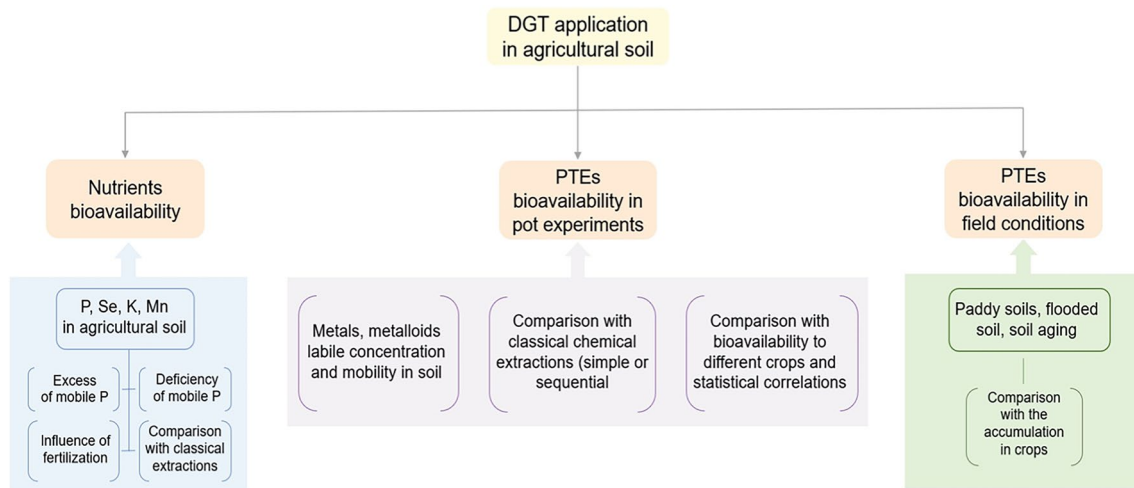 DGT application
in agricultural soil
Nutrients
bioavailability
PTEs
bioavailability in
pot experiments
PTEs
bioavailability in
field conditions
P, Se, K, Mn
in agricultural soil
Excess
of mobile P
Deficiency
of mobile P
Influence of
fertilization
Comparison
with classical
extractions
Metals, metalloids
labile concentration
and mobility in soil
Comparison with
classical chemical
extractions (simple or
sequential
Comparison with
bioavailability to
different crops and
statistical correlations
Paddy soils, flooded
soil, soil aging
Comparison
with the
accumulation
in crops